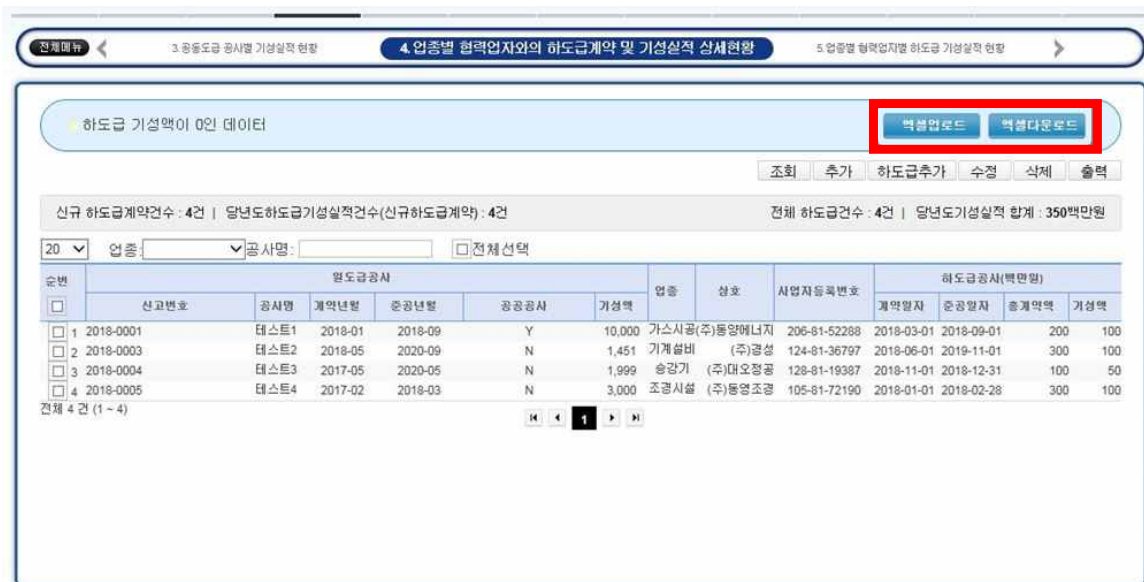 전체메뉴 3.공동도급 공사별 기성실적 현황 4.업종별 협력업자와의 하도급계약 및 기성실적 상세현황 5.업종별 협력업자별 하도급 기성실적 현황
하도급 기성액이 0인 데이터 엑셀업로드 엑셀다운로드
조회 추가 하도급추가 수정 삭제 출력
신규 하도급계약건수 : 4건 | 당년도하도급기성실적건수(신규하도급계약) : 4건 전체 하도급건수 : 4건 | 당년도기성실적 합계 : 350백만원
20 업종: 공사명: 전체선택
순번 원도급공사 업종 상호 사업자등록번호 하도급공사(백만원)
신고번호 공사명 계약년월 준공년월 공공공사 기성액 계약일자 준공일자 총계약액 기성액
1 2018-0001 테스트1 2018-01 2018-09 Y 10,000 가스시공 (주)동양에너지 206-81-52288 2018-03-01 2018-09-01 200 100
2 2018-0003 테스트2 2018-05 2020-09 N 1,451 기계설비 (주)경성 124-81-36797 2018-06-01 2019-11-01 300 100
3 2018-0004 테스트3 2017-05 2020-05 N 1,999 승강기 (주)대오정공 128-81-19387 2018-11-01 2018-12-31 100 50
4 2018-0005 테스트4 2017-02 2018-03 N 3,000 조경시설 (주)동영조경 105-81-72190 2018-01-01 2018-02-28 300 100
전체 4 건 (1 ~ 4)
1